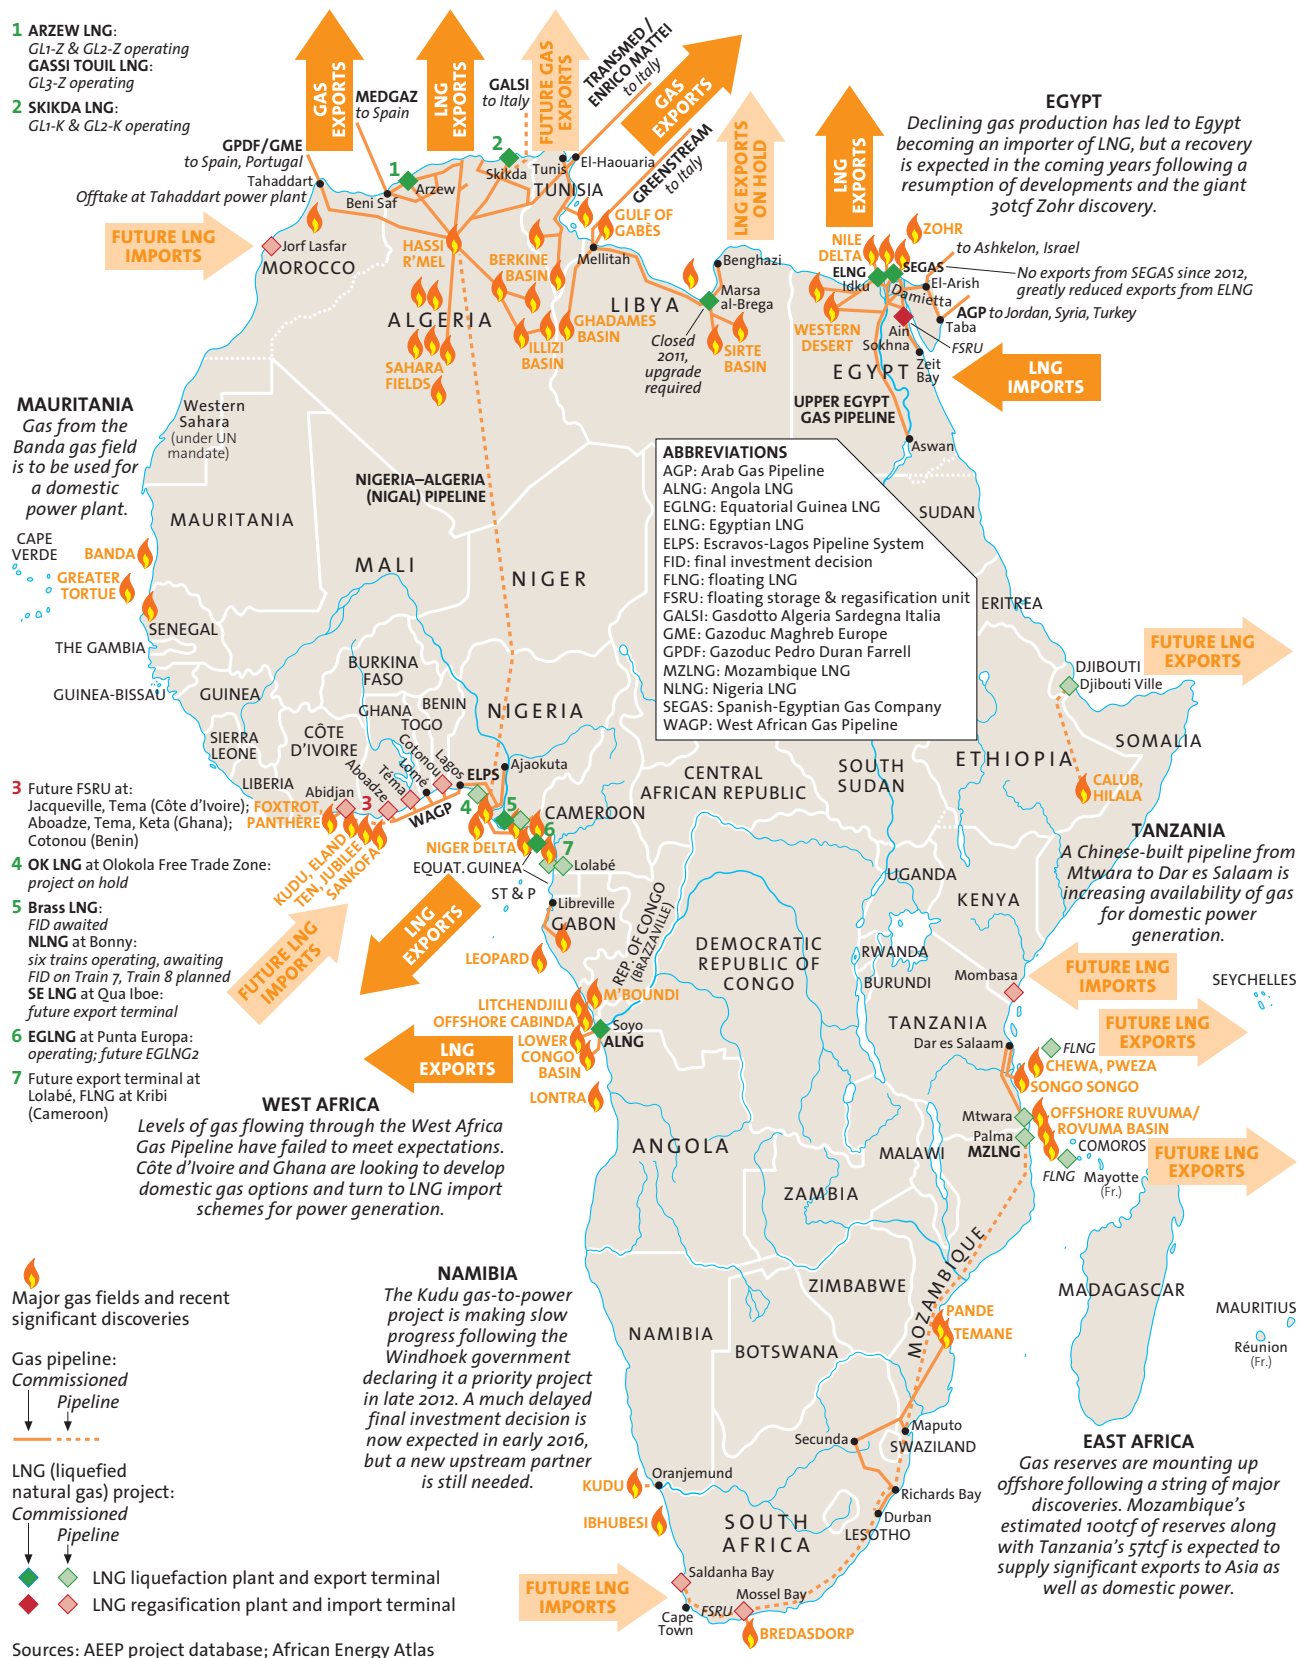 1 ARZEW LNG:
GL1-Z & GL2-Z operating
GASSI TOUIL LNG:
GL3-Z operating
2 SKIKDA LNG:
GL1-K & GL2-K operating
GAS
EXPORTS
MEDGAZ
to Spain
LNG
EXPORTS
GALSI
to Italy
FUTURE GAS
EXPORTS
TRANSMED /
ENRICO MATTEI
to Italy
GAS
EXPORTS
GREENSTREAM
to Italy
LNG EXPORTS
ON HOLD
LNG
EXPORTS
EGYPT
Declining gas production has led to Egypt
becoming an importer of LNG, but a recovery
is expected in the coming years following a
resumption of developments and the giant
30tcf Zohr discovery.
GPDF/GME
to Spain, Portugal
Tahaddart
Offtake at Tahaddart power plant
1
Arzew
Beni Saf
2
Skikda
Tunis
El-Haouaria
TUNISIA
FUTURE LNG
IMPORTS
Jorf Lasfar
MOROCCO
HASSI
R'MEL
BERKINE
BASIN
GULF OF
GABÈS
Mellitah
Benghazi
NILE
DELTA
ZOHR
to Ashkelon, Israel
ELNG
Idku
SEGAS
No exports from SEGAS since 2012,
greatly reduced exports from ELNG
El-Arish
Damietta
AGP to Jordan, Syria, Turkey
Taba
Marsa
al-Brega
LIBYA
ALGERIA
GHADAMES
BASIN
ILLIZI
BASIN
SAHARA
FIELDS
Closed
2011,
upgrade
required
SIRTE
BASIN
WESTERN
DESERT
Ain
Sokhna
FSRU
Zeit
Bay
EGYPT
LNG
IMPORTS
UPPER EGYPT
GAS PIPELINE
Aswan
MAURITANIA
Gas from the
Banda gas field
is to be used for
a domestic
power plant.
Western
Sahara
(under UN
mandate)
NIGERIA–ALGERIA
(NIGAL) PIPELINE
ABBREVIATIONS
AGP: Arab Gas Pipeline
ALNG: Angola LNG
EGLNG: Equatorial Guinea LNG
ELNG: Egyptian LNG
ELPS: Escravos-Lagos Pipeline System
FID: final investment decision
FLNG: floating LNG
FSRU: floating storage & regasification unit
GALSI: Gasdotto Algeria Sardegna Italia
GME: Gazoduc Maghreb Europe
GPDF: Gazoduc Pedro Duran Farrell
MZLNG: Mozambique LNG
NLNG: Nigeria LNG
SEGAS: Spanish-Egyptian Gas Company
WAGP: West African Gas Pipeline
SUDAN
ERITREA
MAURITANIA
CAPE
VERDE
BANDA
GREATER
TORTUE
MALI
NIGER
SENEGAL
THE GAMBIA
GUINEA-BISSAU
GUINEA
BURKINA
FASO
GHANA
BENIN
TOGO
NIGERIA
SIERRA
LEONE
CÔTE
D'IVOIRE
LIBERIA
FUTURE LNG
EXPORTS
DJIBOUTI
Djibouti Ville
SOMALIA
ETHIOPIA
CALUB,
HILALA
SOUTH
SUDAN
CENTRAL
AFRICAN REPUBLIC
Abidjan
3
Aboadze
Téma
Lomé
Cotonou
Lagos
ELPS
Ajaokuta
WAGP
4
5
6
7
CAMEROON
Lolabé
FOXTROT,
PANTHÈRE
KUDU, ELAND
TEN, JUBILEE
SANKOFA
NIGER DELTA
EQUAT. GUINEA
ST & P
Libreville
GABON
3 Future FSRU at:
Jacqueville, Tema (Côte d'Ivoire);
Aboadze, Tema, Keta (Ghana);
Cotonou (Benin)
4 OK LNG at Olokola Free Trade Zone:
project on hold
5 Brass LNG:
FID awaited
NLNG at Bonny:
six trains operating, awaiting
FID on Train 7, Train 8 planned
SE LNG at Qua Iboe:
future export terminal
6 EGLNG at Punta Europa:
operating; future EGLNG2
7 Future export terminal at
Lolabé, FLNG at Kribi
(Cameroon)
FUTURE LNG
IMPORTS
LNG
EXPORTS
LEOPARD
REP. OF CONGO
(BRAZZAVILLE)
M'BOUNDI
LITCHENDJILI
OFFSHORE CABINDA
Soyo
ALNG
LOWER
CONGO
BASIN
LONTRA
LNG
EXPORTS
DEMOCRATIC
REPUBLIC OF
CONGO
UGANDA
KENYA
RWANDA
BURUNDI
Mombasa
TANZANIA
A Chinese-built pipeline from
Mtwara to Dar es Salaam is
increasing availability of gas
for domestic power
generation.
FUTURE LNG
IMPORTS
SEYCHELLES
TANZANIA
Dar es Salaam
FUTURE LNG
EXPORTS
FLNG
CHEWA, PWEZA
SONGO SONGO
Mtwara
OFFSHORE RUVUMA/
ROVUMA BASIN
Palma
MZLNG
COMOROS
FLNG
Mayotte
(Fr.)
FUTURE LNG
EXPORTS
WEST AFRICA
Levels of gas flowing through the West Africa
Gas Pipeline have failed to meet expectations.
Côte d'Ivoire and Ghana are looking to develop
domestic gas options and turn to LNG import
schemes for power generation.
ANGOLA
MALAWI
ZAMBIA
ZIMBABWE
MOZAMBIQUE
MADAGASCAR
MAURITIUS
Réunion
(Fr.)
NAMIBIA
The Kudu gas-to-power
project is making slow
progress following the
Windhoek government
declaring it a priority project
in late 2012. A much delayed
final investment decision is
now expected in early 2016,
but a new upstream partner
is still needed.
NAMIBIA
BOTSWANA
PANDE
TEMANE
Maputo
Secunda
SWAZILAND
Richards Bay
Durban
LESOTHO
SOUTH
AFRICA
KUDU
Oranjemund
IBHUBESI
FUTURE LNG
IMPORTS
Saldanha Bay
Cape
Town
FSRU
Mossel Bay
BREDASDORP
EAST AFRICA
Gas reserves are mounting up
offshore following a string of major
discoveries. Mozambique's
estimated 100tcf of reserves along
with Tanzania's 57tcf is expected to
supply significant exports to Asia as
well as domestic power.
Major gas fields and recent
significant discoveries
Gas pipeline:
Commissioned
Pipeline
LNG (liquefied
natural gas) project:
Commissioned
Pipeline
LNG liquefaction plant and export terminal
LNG regasification plant and import terminal
Sources: AEEP project database; African Energy Atlas